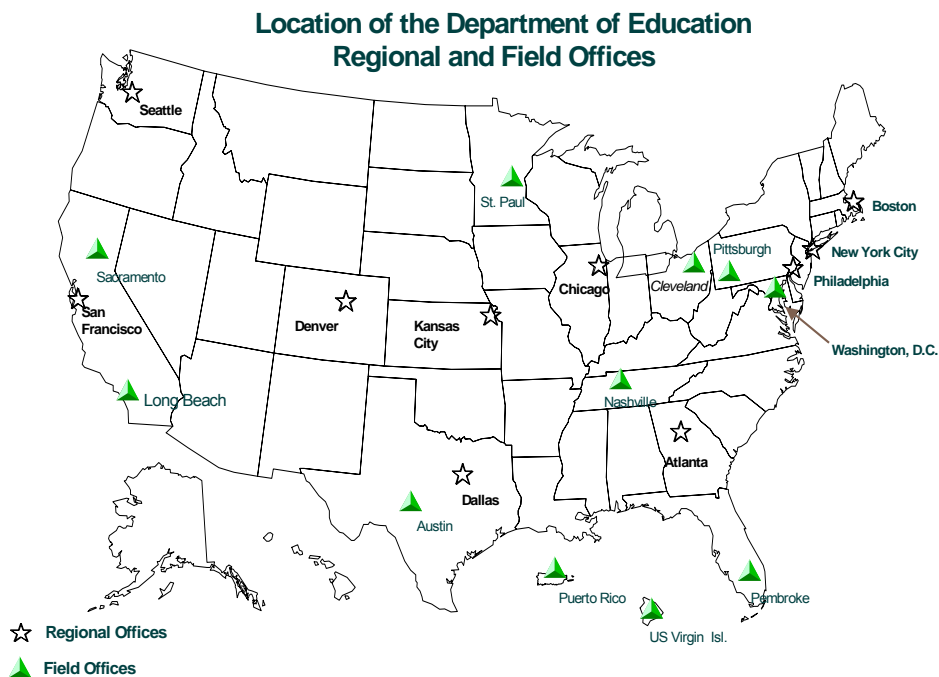 Location of the Department of Education
Regional and Field Offices
Seattle
St. Paul
Boston
Pittsburgh
New York City
Sacramento
Cleveland
Philadelphia
Chicago
San
Francisco
Denver
Kansas
City
Washington, D.C.
Long Beach
Nashville
Atlanta
Dallas
Austin
Puerto Rico
Pembroke
US Virgin Isl.
Regional Offices
Field Offices